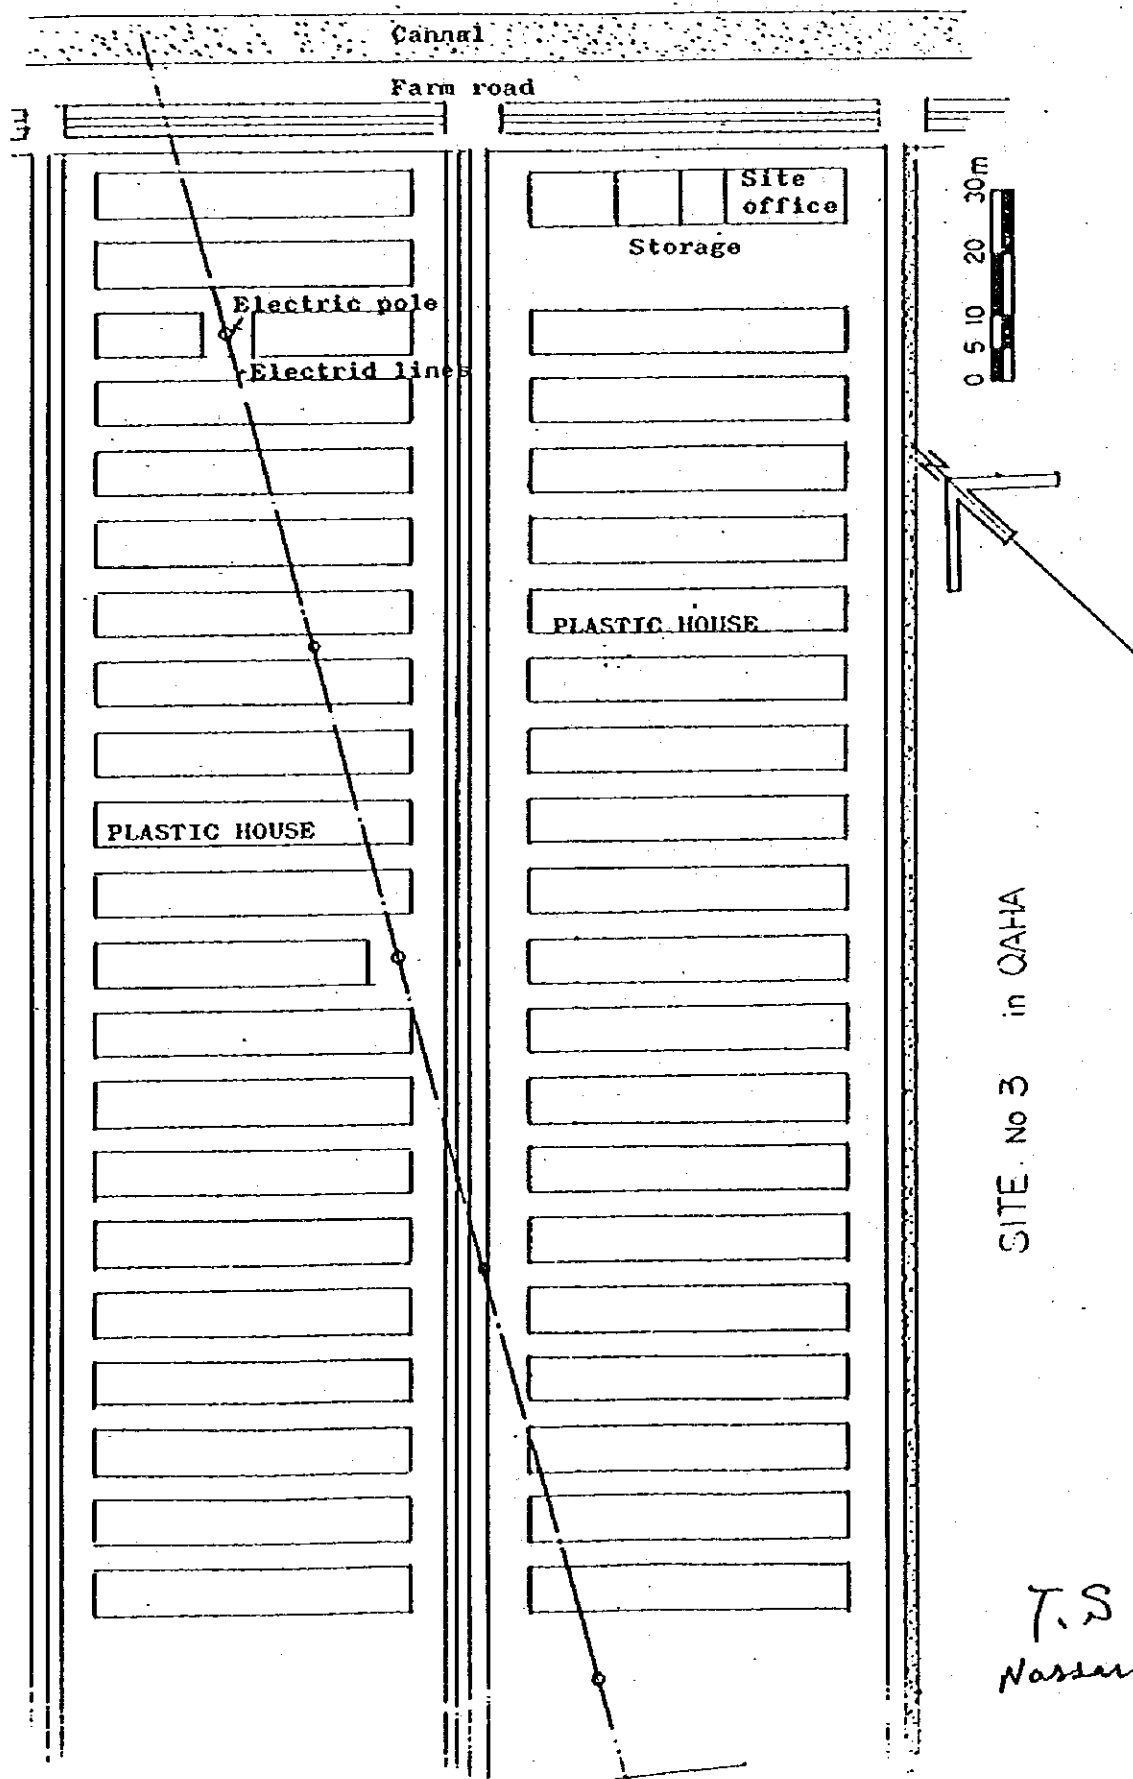 Cannal
Farm road
Site
office
Storage
Electric pole
Electrid lines
0 5 10 20 30m
PLASTIC HOUSE
PLASTIC HOUSE
SITE. No 3 in QAHA
T.S
Nassar